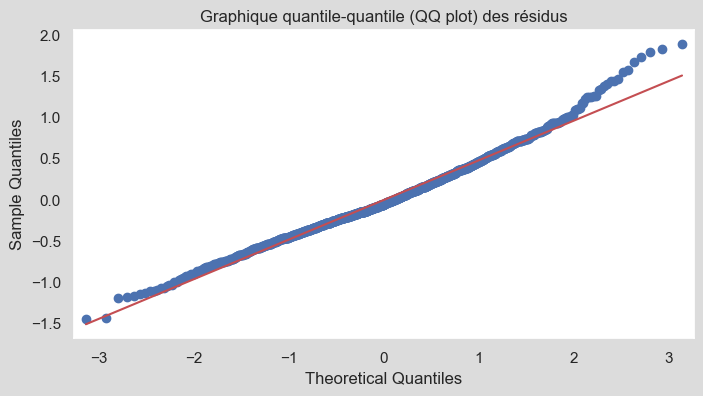 Graphique quantile-quantile (QQ plot) des résidus
2.0
1.5
1.0
0.5
0.0
−0.5
−1.0
−1.5
Sample Quantiles
−3 −2 −1 0 1 2 3
Theoretical Quantiles